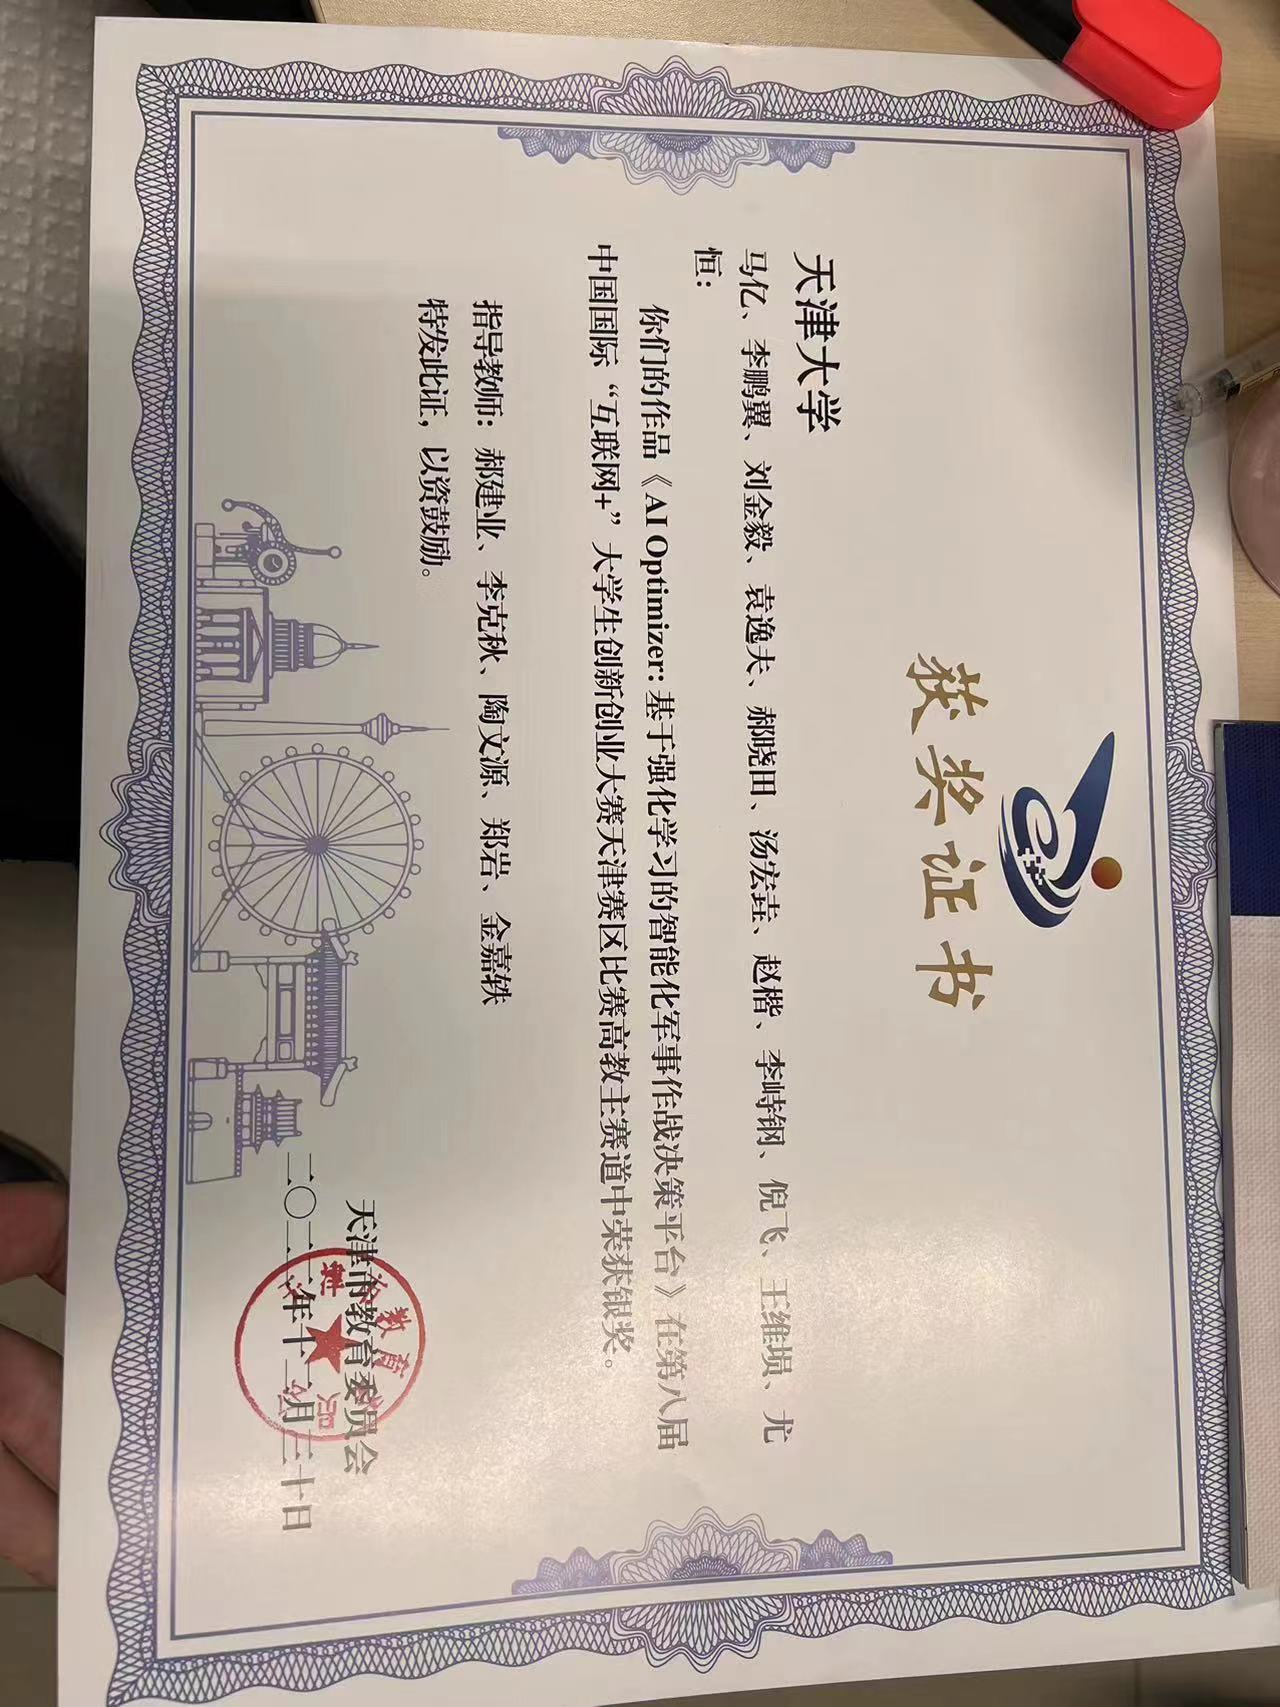 获奖证书
天津大学
马亿、李鹏翼、刘金毅、袁逸夫、郝晓田、汤宏垚、赵楷、李峙钢、倪飞、王维埙、尤
恒：
你们的作品《AI Optimizer: 基于强化学习的智能化军事作战决策平台》在第八届
中国国际“互联网+”大学生创新创业大赛天津赛区比赛高教主赛道中荣获银奖。
指导教师：郝建业、李克秋、陶文源、郑岩、金嘉轶
特发此证，以资鼓励。
天津市教育委员会
二〇二二年十二月三十日
天津市教育委员会